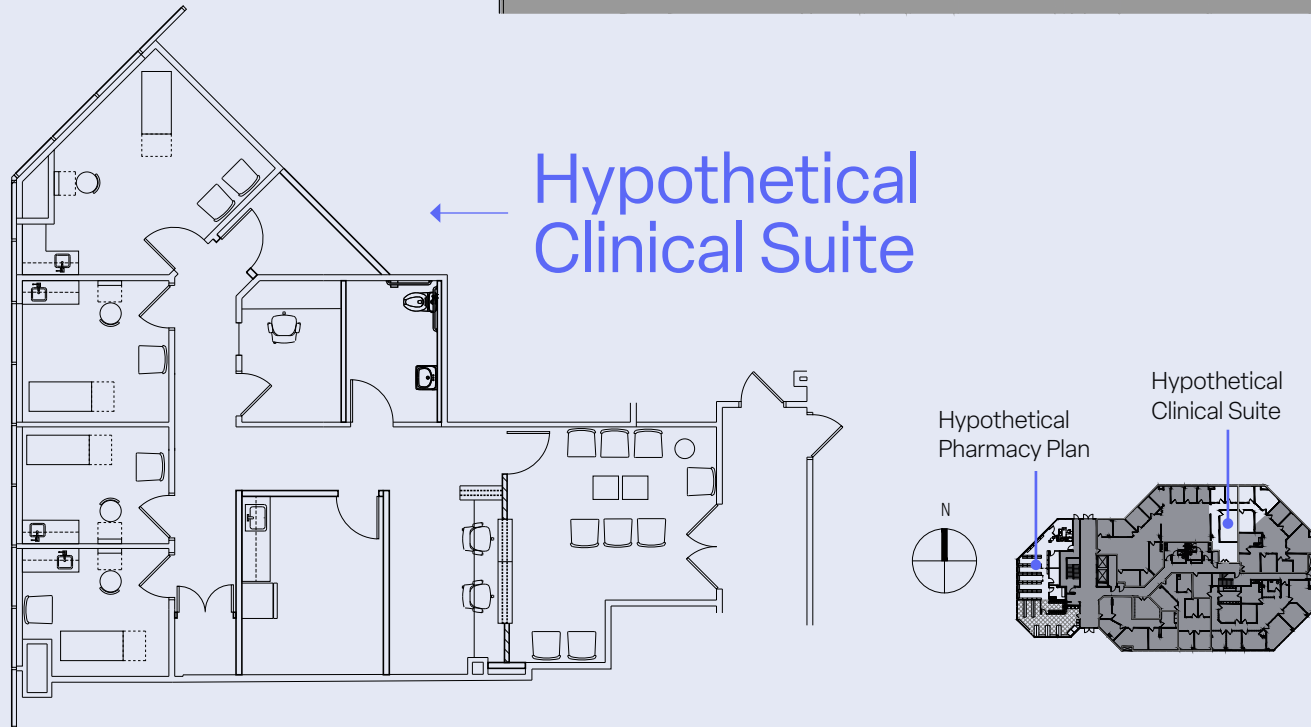 Hypothetical
Clinical Suite
Hypothetical
Pharmacy Plan
Hypothetical
Clinical Suite
N